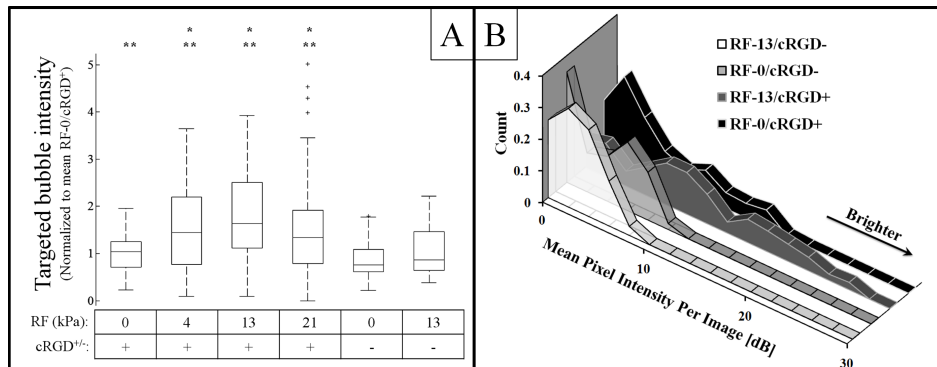 A
B
* * *
** ** ** **
Targeted bubble intensity
(Normalized to mean RF-0/cRGD⁺)
5
4
3
2
1
0
RF (kPa): 0 4 13 21 0 13
cRGD⁺/⁻: + + + + - -
RF-13/cRGD-
RF-0/cRGD-
RF-13/cRGD+
RF-0/cRGD+
Count
0.4
0.3
0.2
0.1
0
0
10
20
30
Brighter
Mean Pixel Intensity Per Image [dB]